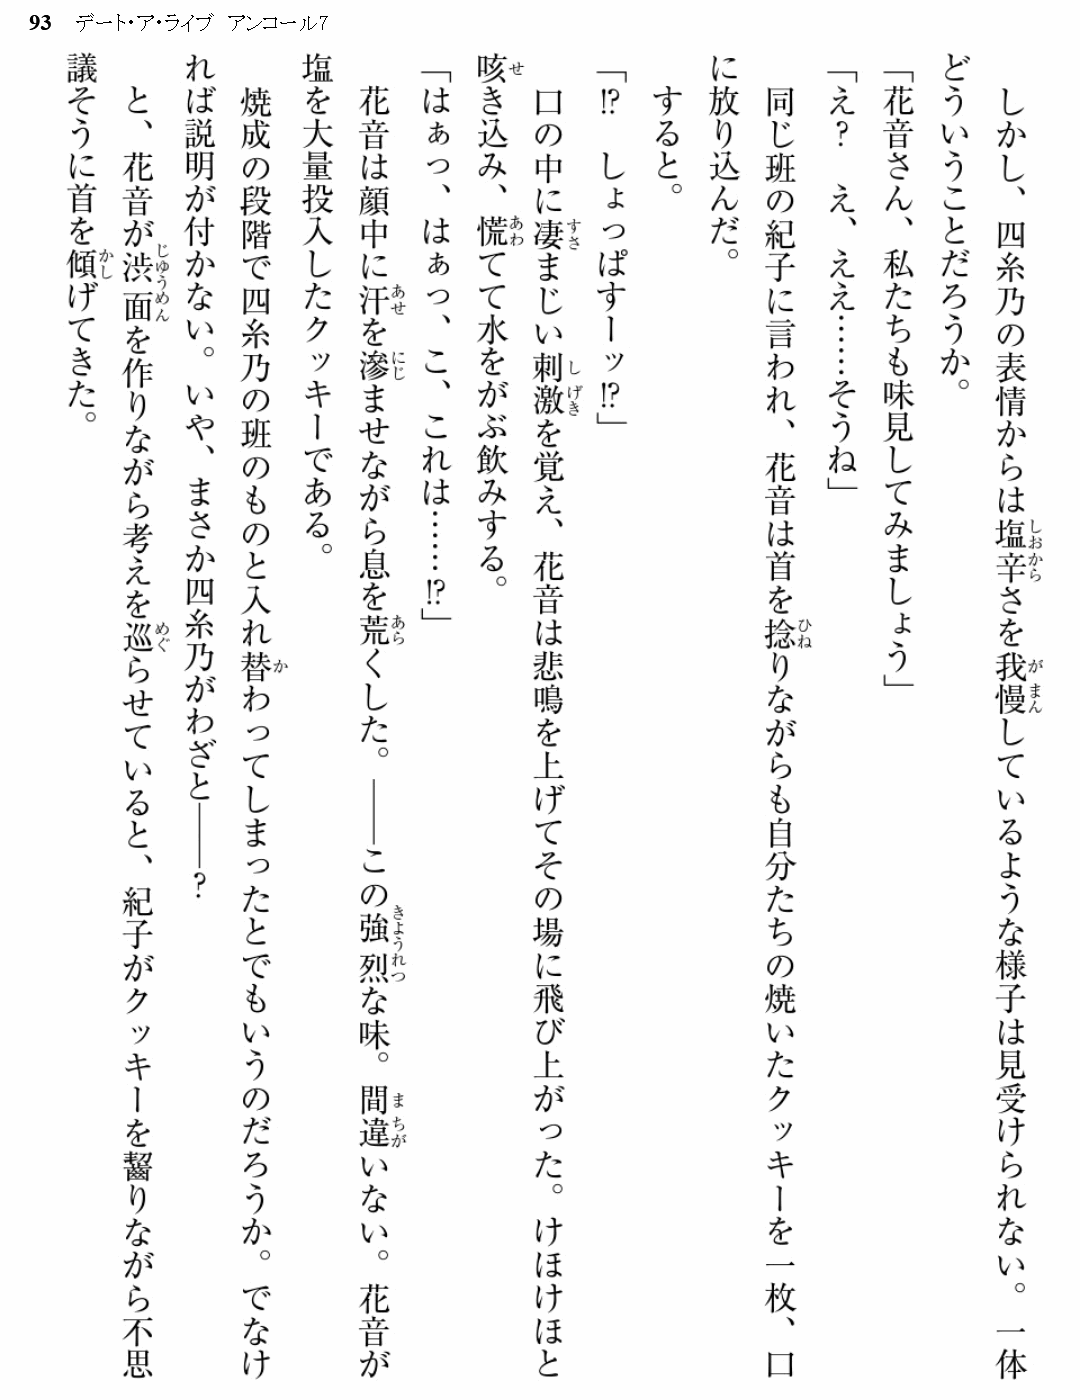 93 デート・ア・ライブ アンコール7
しかし、四糸乃の表情からは塩辛さを我慢しているような様子は見受けられない。一体
どういうことだろうか。
「花音さん、私たちも味見してみましょう」
「え？　え、ええ……そうね」
同じ班の紀子に言われ、花音は首を捻りながらも自分たちの焼いたクッキーを一枚、口
に放り込んだ。
すると。
「!?　しょっぱすーッ!?」
口の中に凄まじい刺激を覚え、花音は悲鳴を上げてその場に飛び上がった。けほけほと
咳き込み、慌てて水をがぶ飲みする。
「はぁっ、はぁっ、こ、これは……!?」
花音は顔中に汗を滲ませながら息を荒くした。――この強烈な味。間違いない。花音が
塩を大量投入したクッキーである。
焼成の段階で四糸乃の班のものと入れ替わってしまったとでもいうのだろうか。でなけ
れば説明が付かない。いや、まさか四糸乃がわざと――？
と、花音が渋面を作りながら考えを巡らせていると、紀子がクッキーを齧りながら不思
議そうに首を傾げてきた。